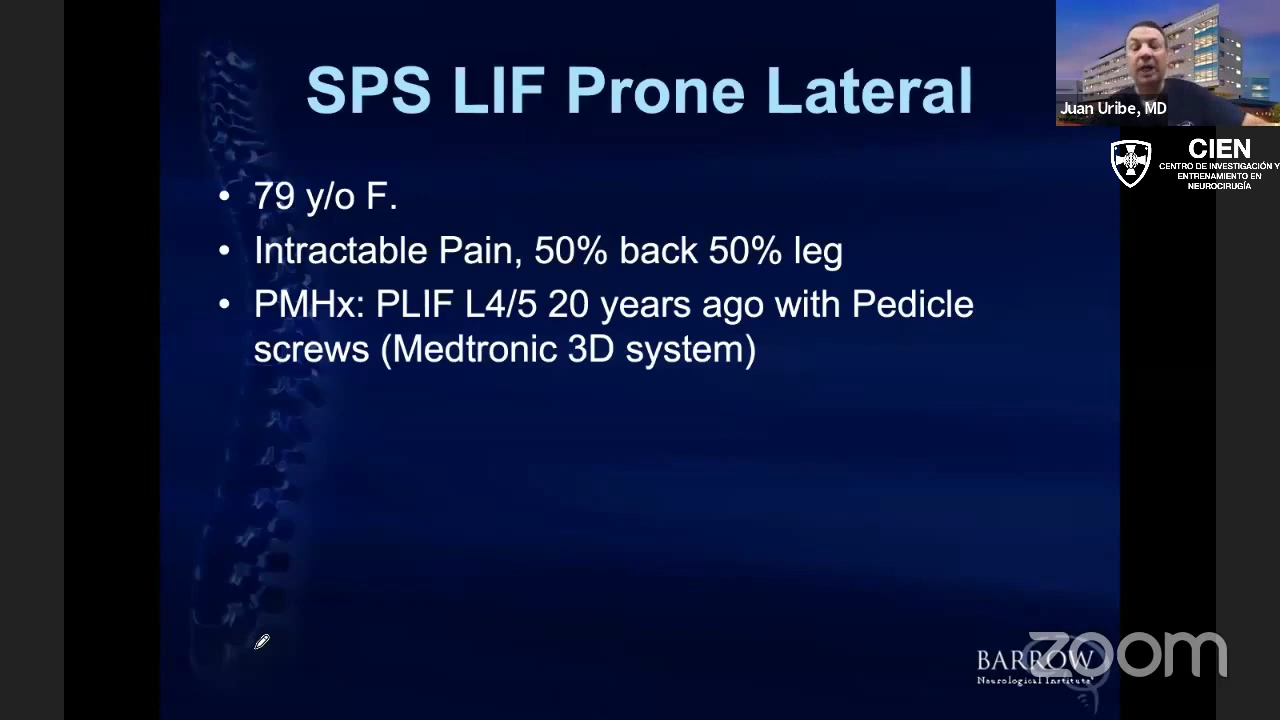 SPS LIF Prone Lateral
• 79 y/o F.
• Intractable Pain, 50% back 50% leg
• PMHx: PLIF L4/5 20 years ago with Pedicle
screws (Medtronic 3D system)
Juan Uribe, MD
CIEN
CENTRO DE INVESTIGACIÓN Y
ENTRENAMIENTO EN
NEUROCIRUGÍA
BARROW
Neurological Institute
zoom